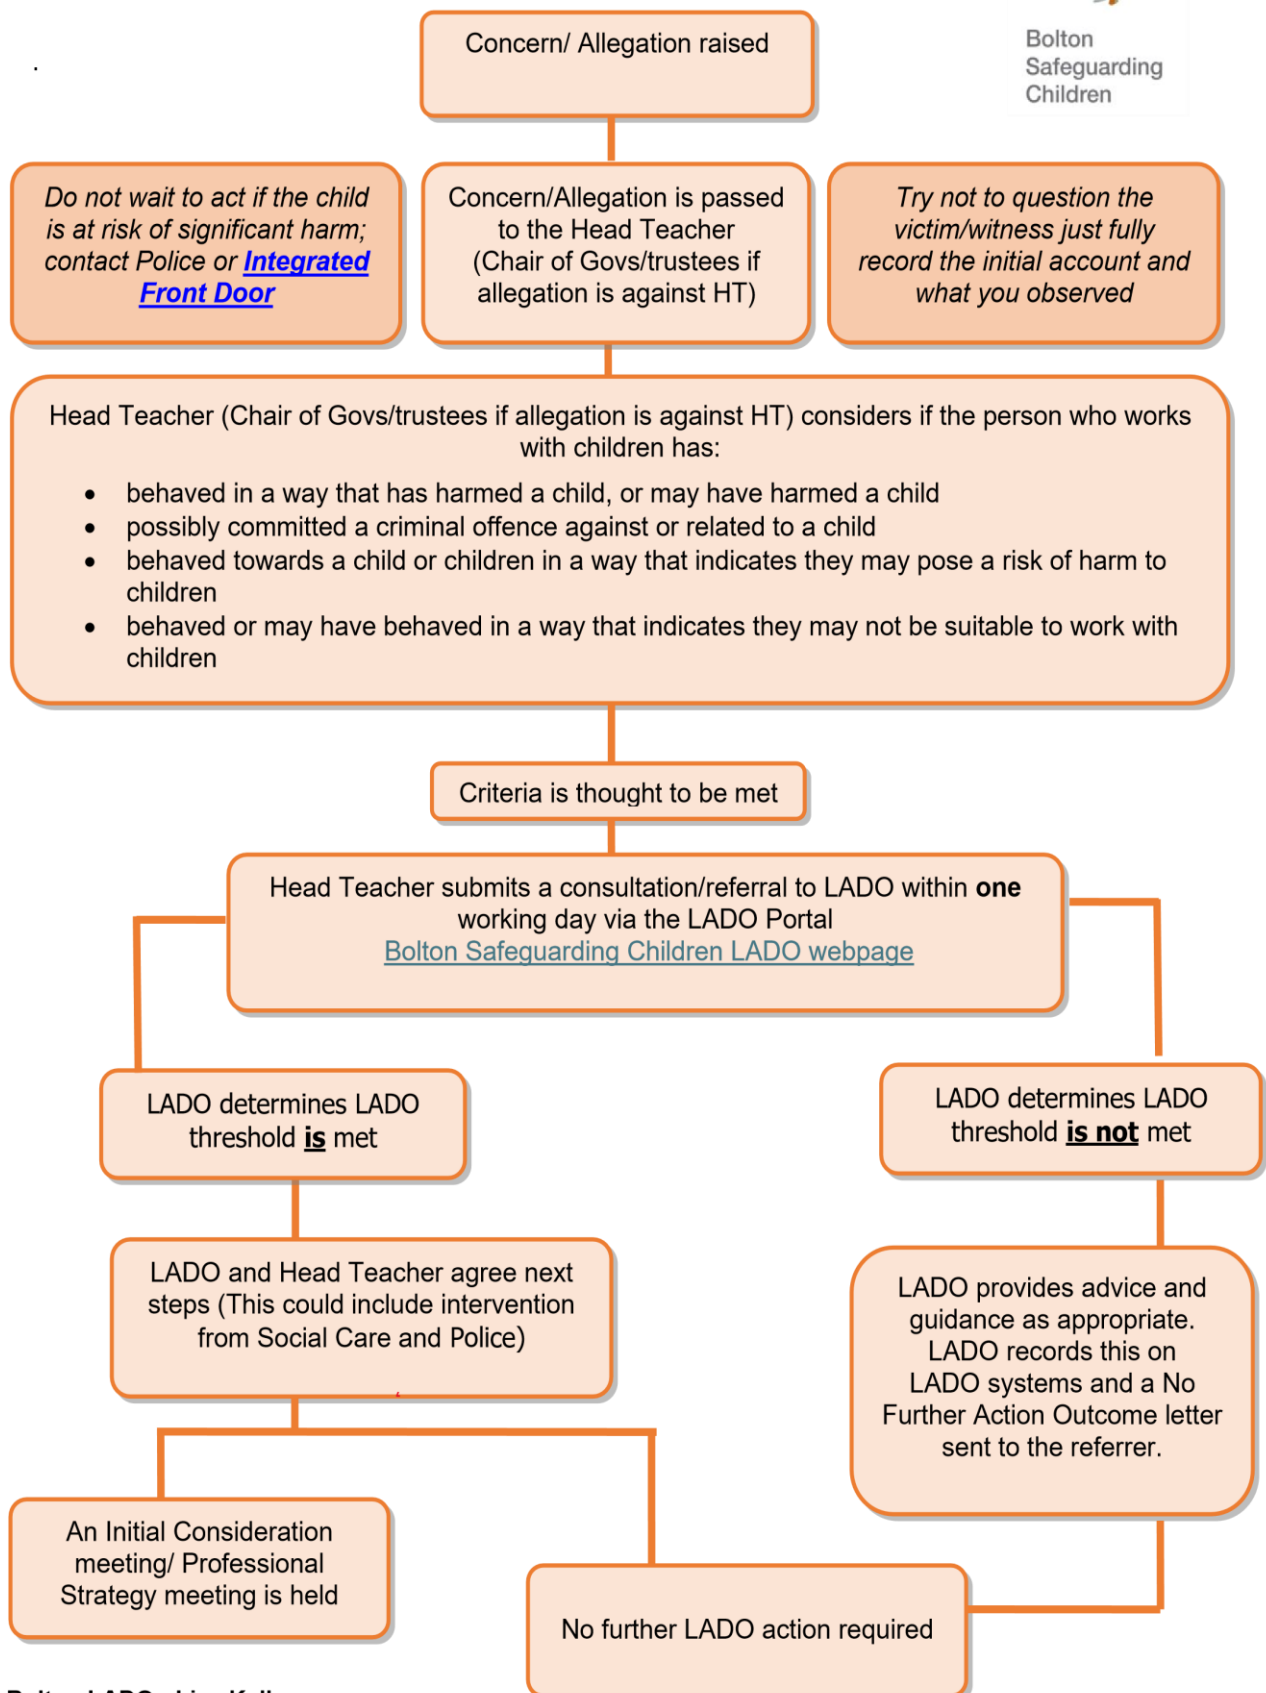 Concern/ Allegation raised
Bolton
Safeguarding
Children
.
Do not wait to act if the child
is at risk of significant harm;
contact Police or Integrated
Front Door
Concern/Allegation is passed
to the Head Teacher
(Chair of Govs/trustees if
allegation is against HT)
Try not to question the
victim/witness just fully
record the initial account and
what you observed
Head Teacher (Chair of Govs/trustees if allegation is against HT) considers if the person who works
with children has:
• behaved in a way that has harmed a child, or may have harmed a child
• possibly committed a criminal offence against or related to a child
• behaved towards a child or children in a way that indicates they may pose a risk of harm to
children
• behaved or may have behaved in a way that indicates they may not be suitable to work with
children
Criteria is thought to be met
Head Teacher submits a consultation/referral to LADO within one
working day via the LADO Portal
Bolton Safeguarding Children LADO webpage
LADO determines LADO
threshold is met
LADO determines LADO
threshold is not met
LADO and Head Teacher agree next
steps (This could include intervention
from Social Care and Police)
LADO provides advice and
guidance as appropriate.
LADO records this on
LADO systems and a No
Further Action Outcome letter
sent to the referrer.
An Initial Consideration
meeting/ Professional
Strategy meeting is held
No further LADO action required